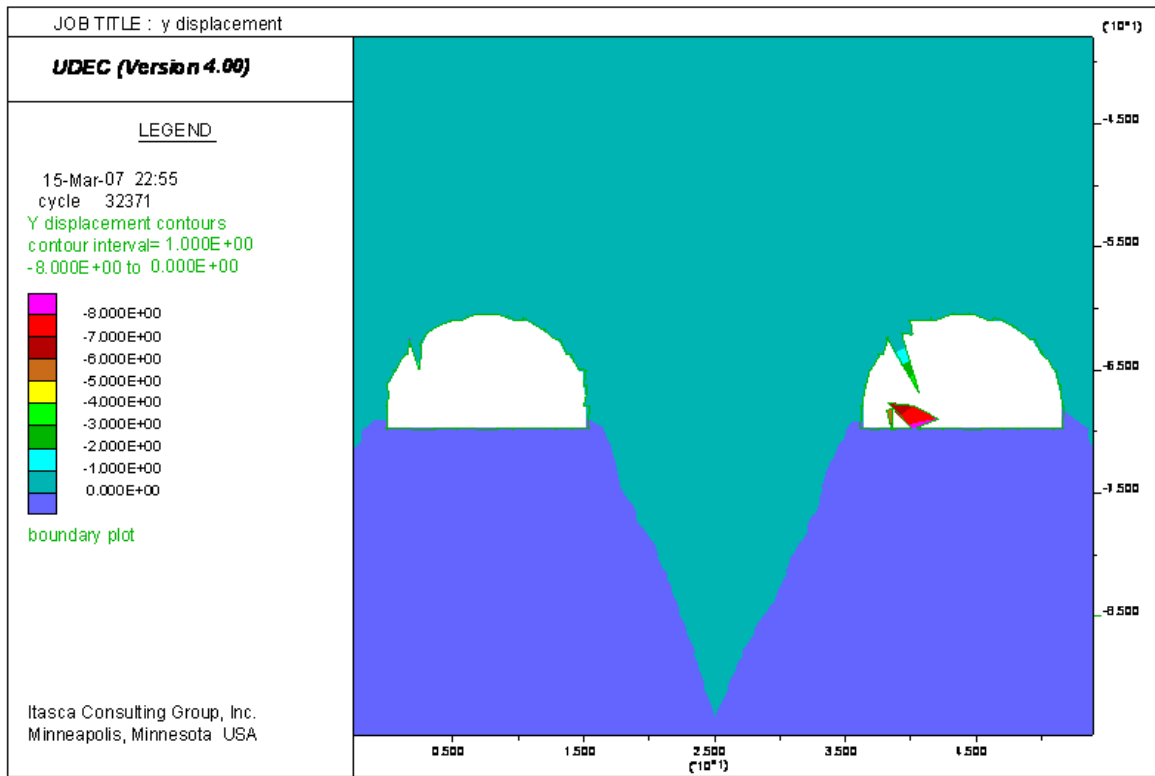 JOB TITLE : y displacement
UDEC (Version 4.00)
LEGEND
15-Mar-07 22:55
cycle 32371
Y displacement contours
contour interval= 1.000E+00
-8.000E+00 to 0.000E+00
-8.000E+00
-7.000E+00
-6.000E+00
-5.000E+00
-4.000E+00
-3.000E+00
-2.000E+00
-1.000E+00
0.000E+00
boundary plot
Itasca Consulting Group, Inc.
Minneapolis, Minnesota USA
(*10^1)
-4.500
-5.500
-6.500
-7.500
-8.500
0.500
1.500
2.500
3.500
4.500
(*10^1)